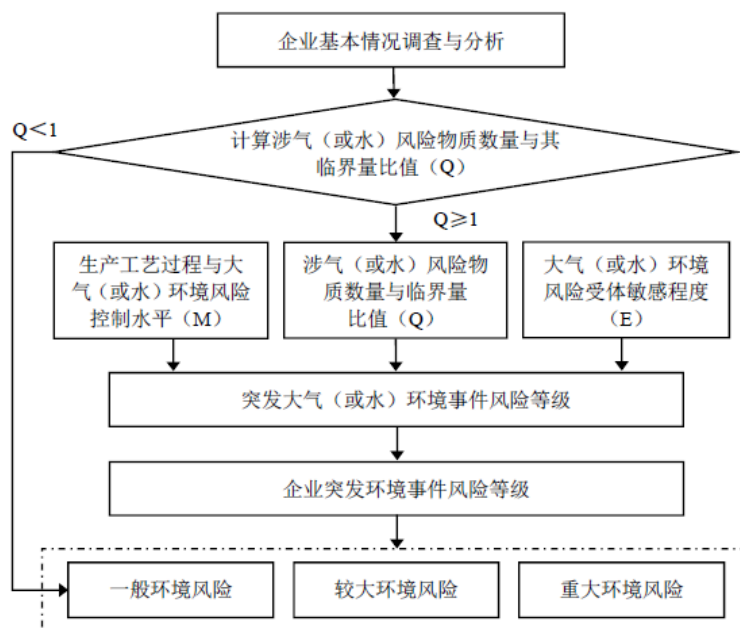 企业基本情况调查与分析
Q＜1
计算涉气（或水）风险物质数量与其
临界量比值（Q）
Q≥1
生产工艺过程与大
气（或水）环境风险
控制水平（M）
涉气（或水）风险物
质数量与临界量
比值（Q）
大气（或水）环境
风险受体敏感程度
（E）
突发大气（或水）环境事件风险等级
企业突发环境事件风险等级
一般环境风险
较大环境风险
重大环境风险